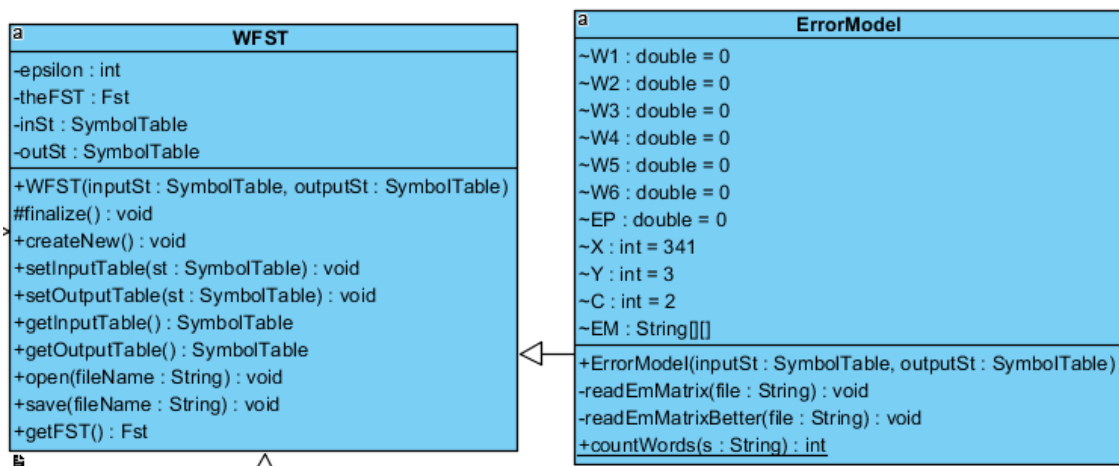 a
WFST
-epsilon : int
-theFST : Fst
-inSt : SymbolTable
-outSt : SymbolTable
+WFST(inputSt : SymbolTable, outputSt : SymbolTable)
#finalize() : void
+createNew() : void
+setInputTable(st : SymbolTable) : void
+setOutputTable(st : SymbolTable) : void
+getInputTable() : SymbolTable
+getOutputTable() : SymbolTable
+open(fileName : String) : void
+save(fileName : String) : void
+getFST() : Fst
a
ErrorModel
~W1 : double = 0
~W2 : double = 0
~W3 : double = 0
~W4 : double = 0
~W5 : double = 0
~W6 : double = 0
~EP : double = 0
~X : int = 341
~Y : int = 3
~C : int = 2
~EM : String[][]
+ErrorModel(inputSt : SymbolTable, outputSt : SymbolTable)
-readEmMatrix(file : String) : void
-readEmMatrixBetter(file : String) : void
+countWords(s : String) : int